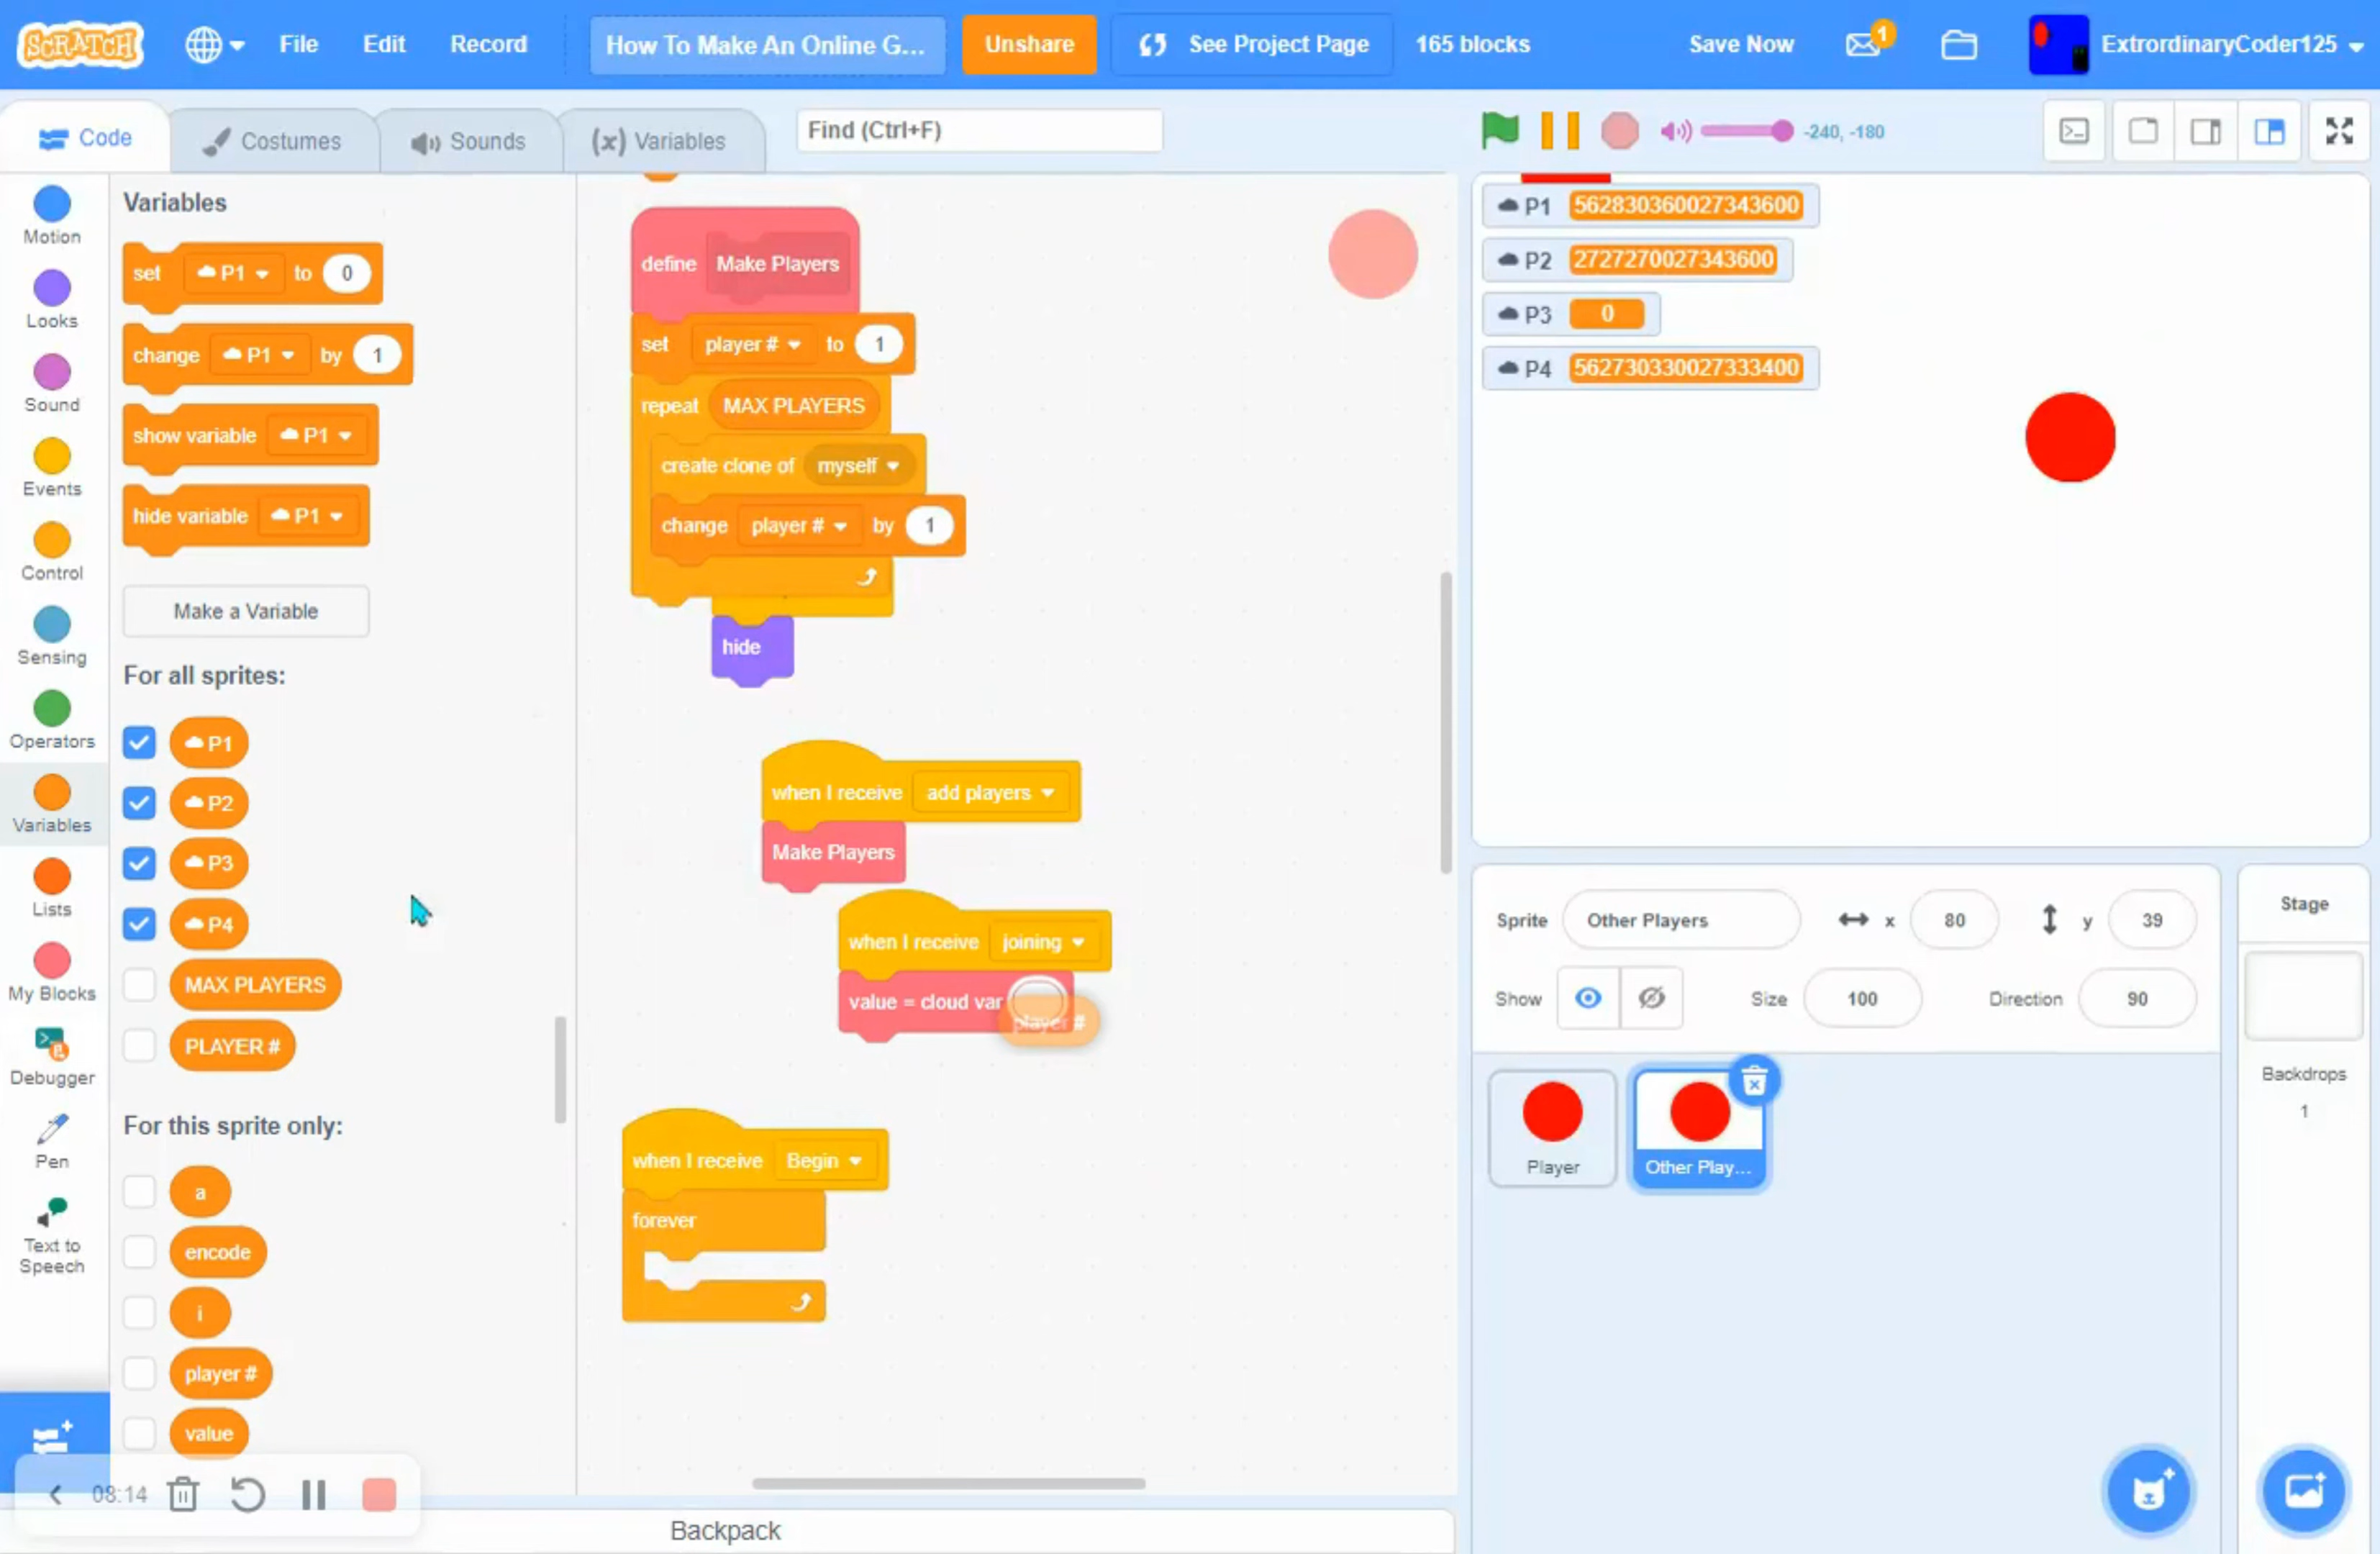 SCRATCH File Edit Record How To Make An Online G... Unshare See Project Page 165 blocks Save Now 1 ExtrordinaryCoder125
Code Costumes Sounds (x) Variables Find (Ctrl+F) -240, -180
Motion
Looks
Sound
Events
Control
Sensing
Operators
Variables
Lists
My Blocks
Debugger
Pen
Text to
Speech
Variables
set P1 to 0
change P1 by 1
show variable P1
hide variable P1
Make a Variable
For all sprites:
P1
P2
P3
P4
MAX PLAYERS
PLAYER #
For this sprite only:
a
encode
i
player #
value
08:14
define Make Players
set player # to 1
repeat MAX PLAYERS
create clone of myself
change player # by 1
hide
when I receive add players
Make Players
when I receive joining
value = cloud var
player #
when I receive Begin
forever
Backpack
P1 562830360027343600
P2 2727270027343600
P3 0
P4 562730330027333400
Sprite Other Players x 80 y 39
Show Size 100 Direction 90
Player
Other Play...
Stage
Backdrops
1